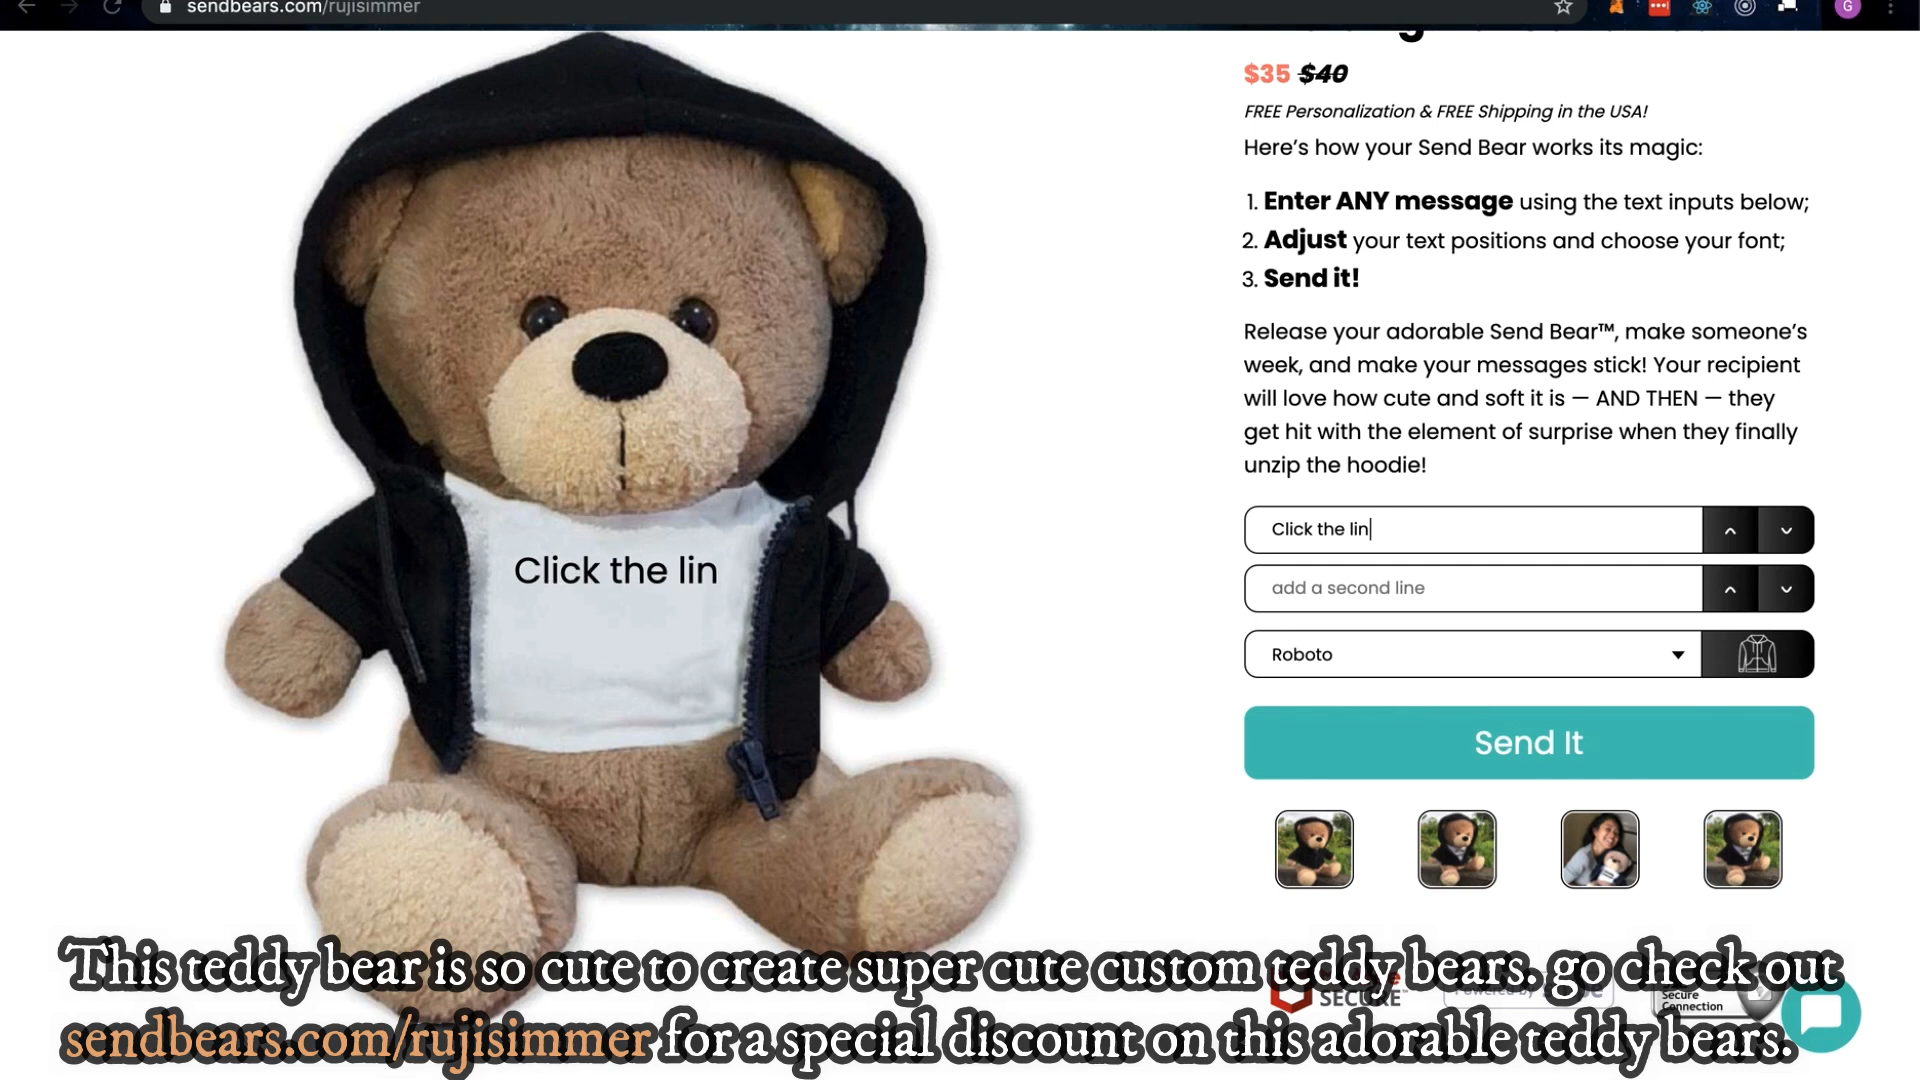 sendbears.com/rujisimmer
G
$35 $40
FREE Personalization & FREE Shipping in the USA!
Here’s how your Send Bear works its magic:
1. Enter ANY message using the text inputs below;
2. Adjust your text positions and choose your font;
3. Send it!
Release your adorable Send Bear™, make someone’s
week, and make your messages stick! Your recipient
will love how cute and soft it is — AND THEN — they
get hit with the element of surprise when they finally
unzip the hoodie!
Click the lin
Click the lin
add a second line
Roboto
Send It
SECURE
Secure
Connection
This teddy bear is so cute to create super cute custom teddy bears. go check out
sendbears.com/rujisimmer for a special discount on this adorable teddy bears.